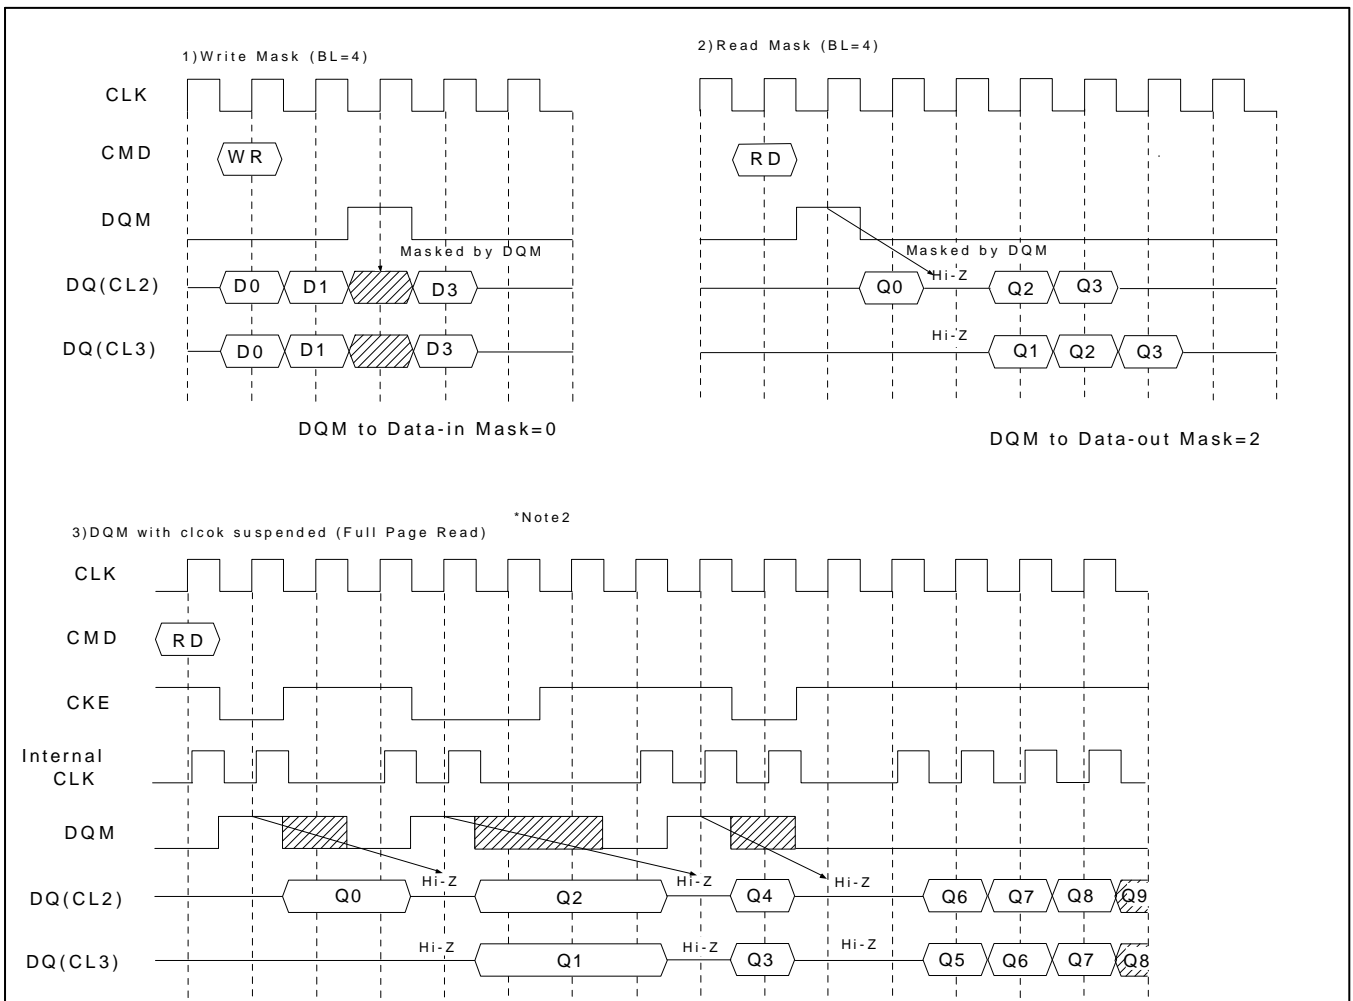 1)Write Mask (BL=4)
2)Read Mask (BL=4)
CLK
CMD
WR
RD
DQM
Masked by DQM
Masked by DQM
DQ(CL2)
D0
D1
D3
Q0
Hi-Z
Q2
Q3
DQ(CL3)
D0
D1
D3
Hi-Z
Q1
Q2
Q3
DQM to Data-in Mask=0
DQM to Data-out Mask=2
3)DQM with clcok suspended (Full Page Read)
*Note2
CLK
CMD
RD
CKE
Internal
CLK
DQM
DQ(CL2)
Q0
Hi-Z
Q2
Hi-Z
Q4
Hi-Z
Q6
Q7
Q8
Q9
DQ(CL3)
Hi-Z
Q1
Hi-Z
Q3
Hi-Z
Q5
Q6
Q7
Q8